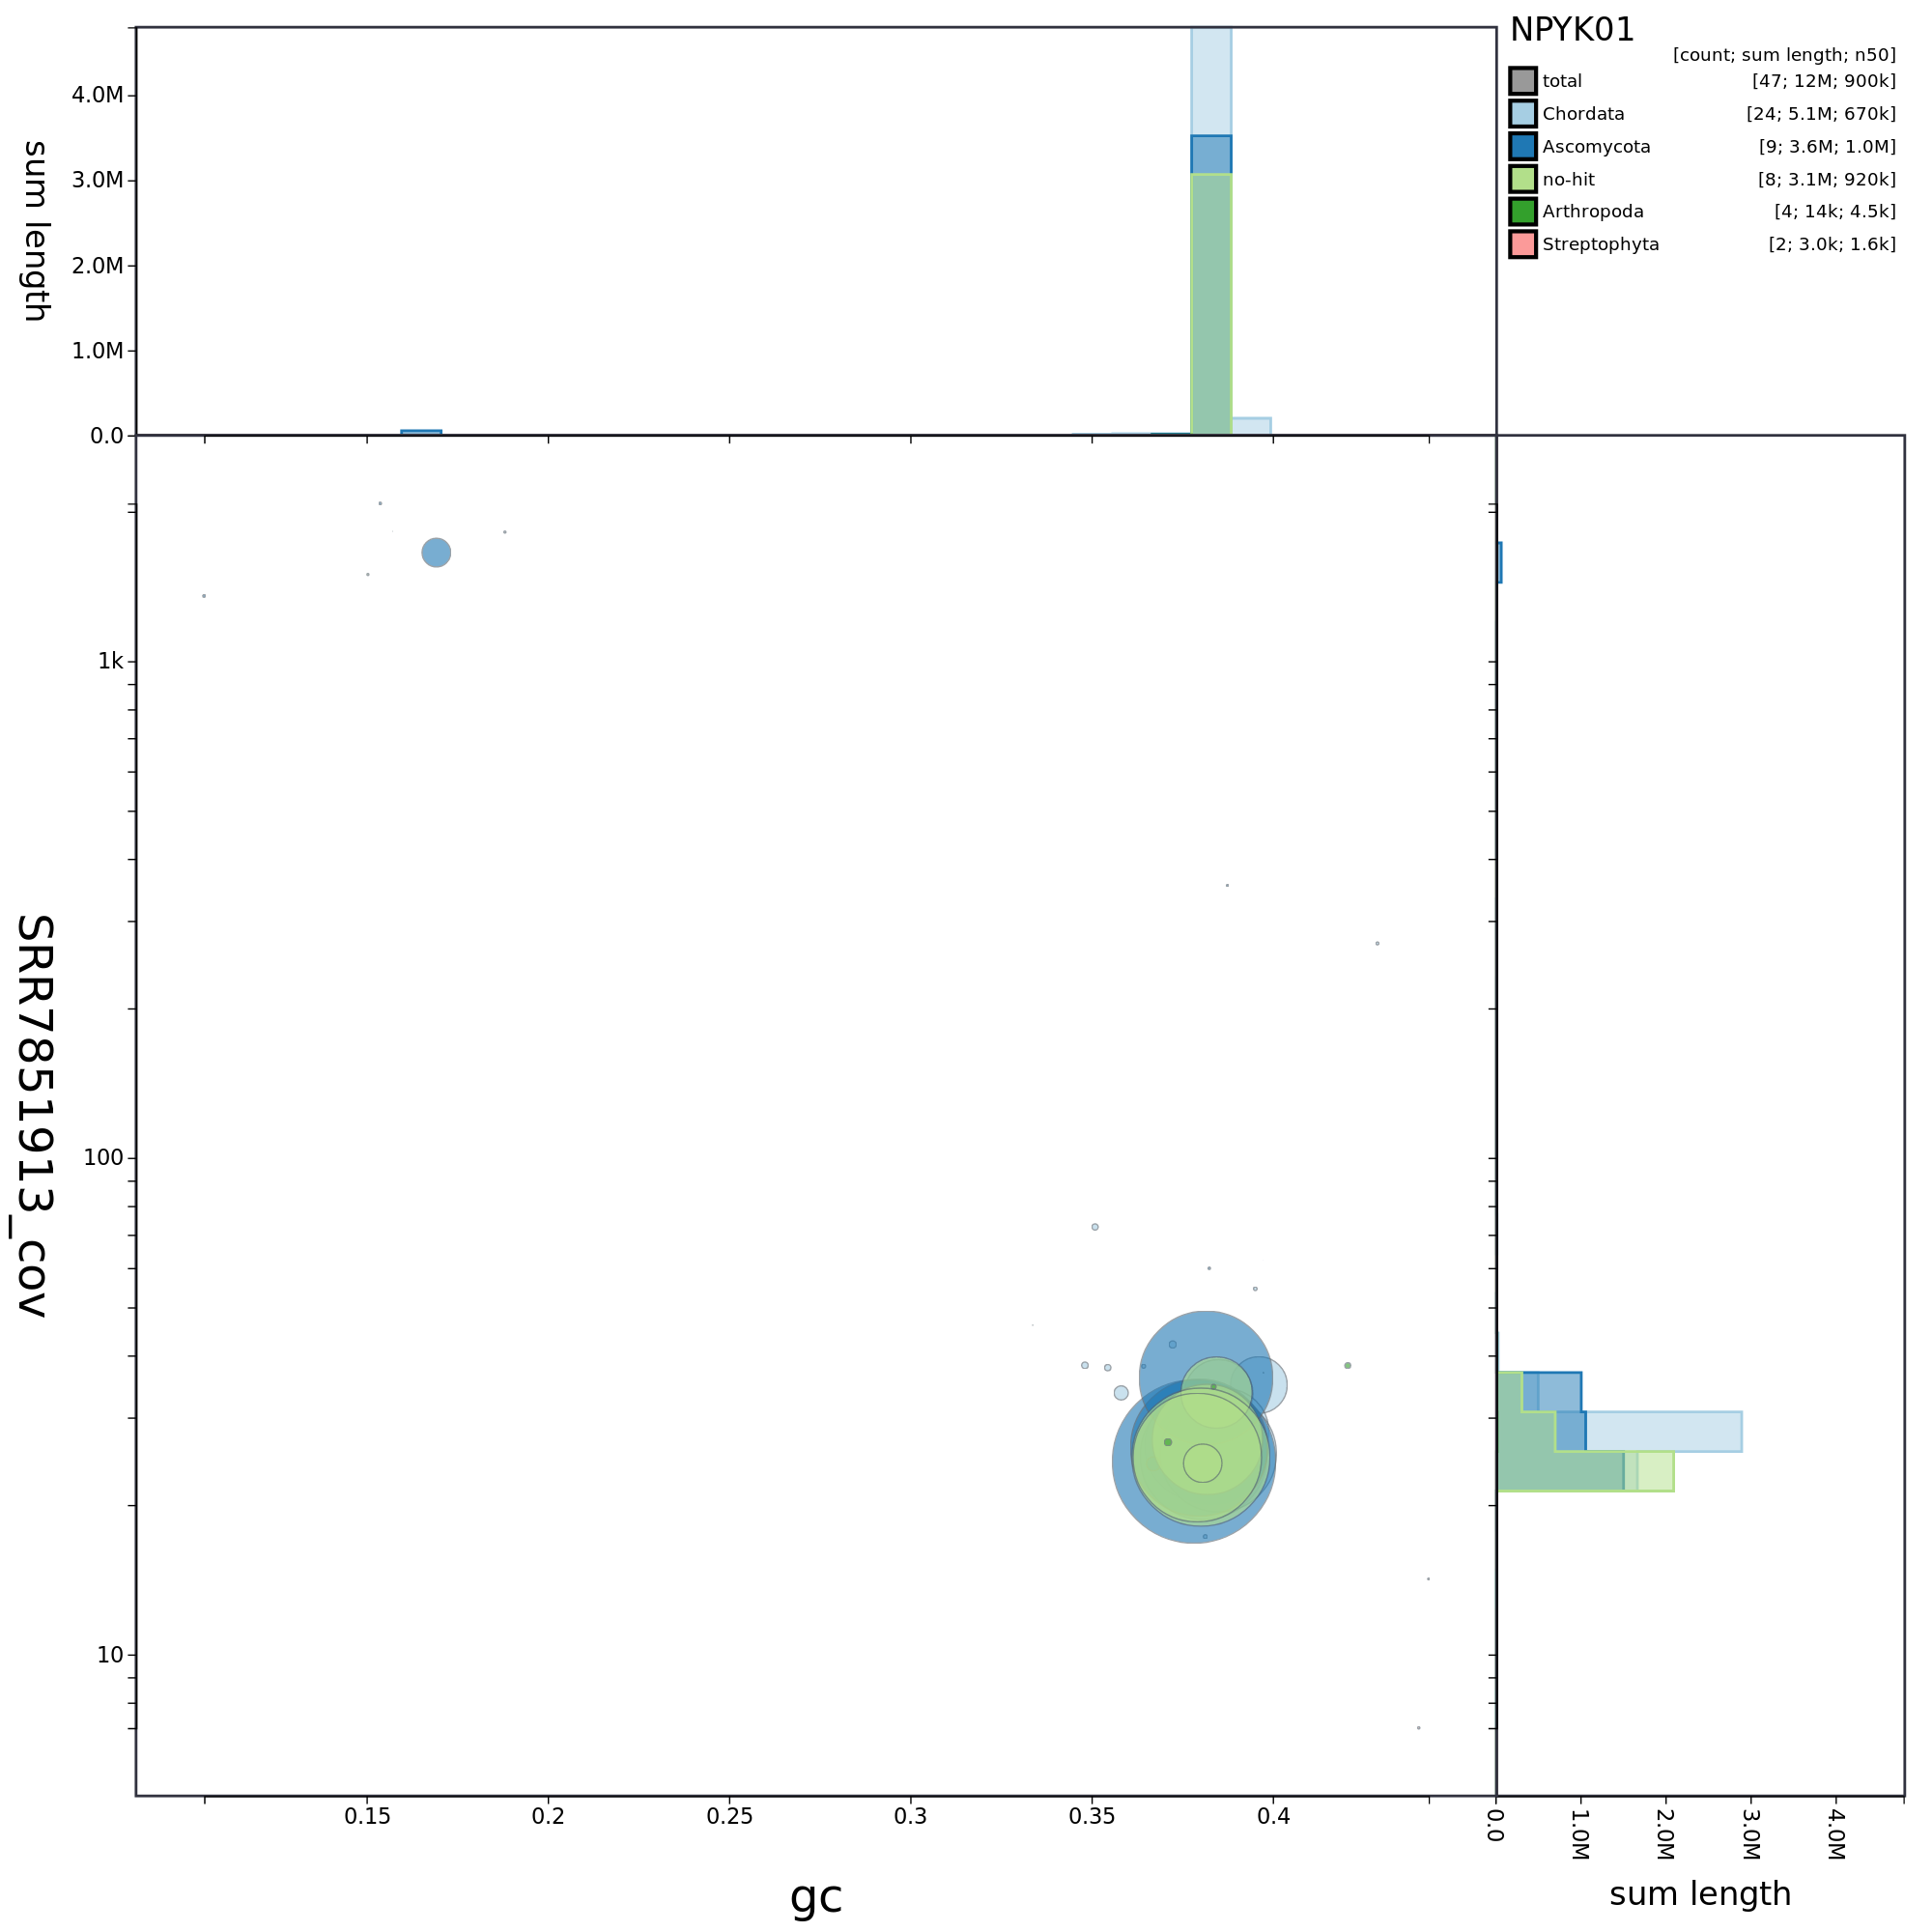 NPYK01
[count; sum length; n50]
total [47; 12M; 900k]
Chordata [24; 5.1M; 670k]
Ascomycota [9; 3.6M; 1.0M]
no-hit [8; 3.1M; 920k]
Arthropoda [4; 14k; 4.5k]
Streptophyta [2; 3.0k; 1.6k]
sum length
4.0M
3.0M
2.0M
1.0M
0.0
SRR7851913_cov
1k
100
10
0.15 0.2 0.25 0.3 0.35 0.4
gc
0.0 1.0M 2.0M 3.0M 4.0M
sum length